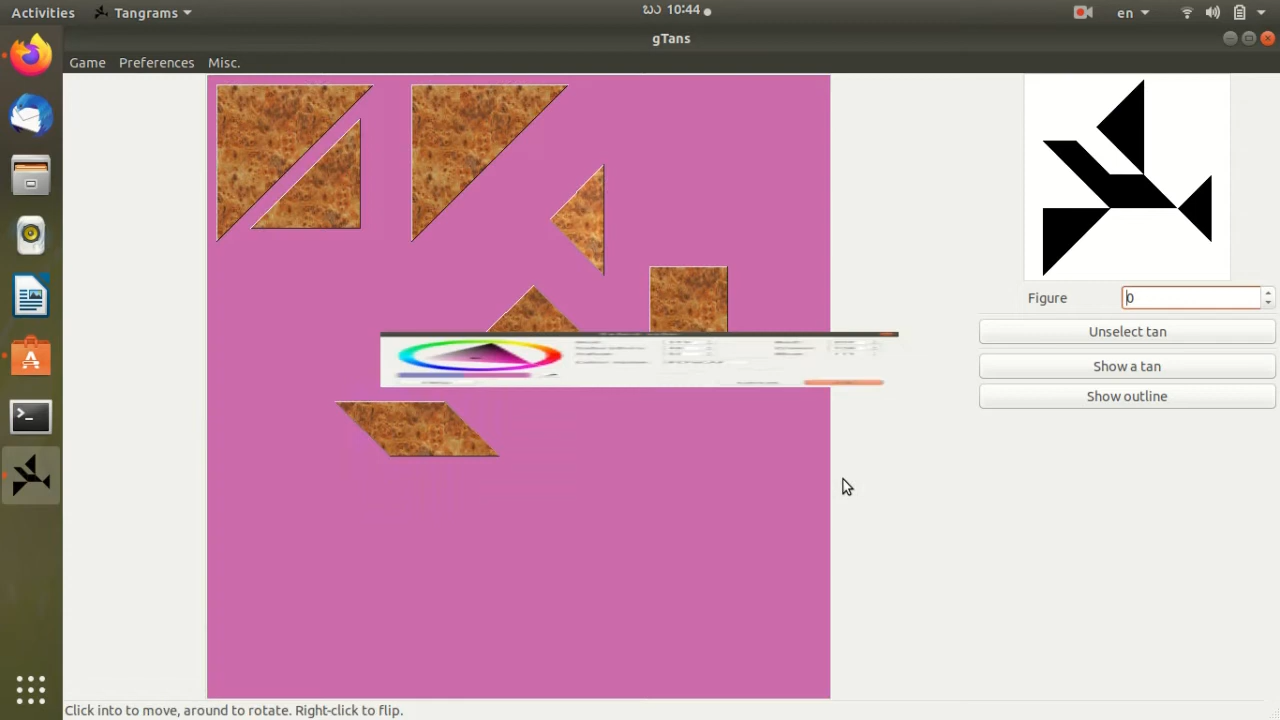 Activities
Tangrams
ಬು 10:44
en
gTans
Game
Preferences
Misc.
Figure
0
Unselect tan
Show a tan
Show outline
Click into to move, around to rotate. Right-click to flip.